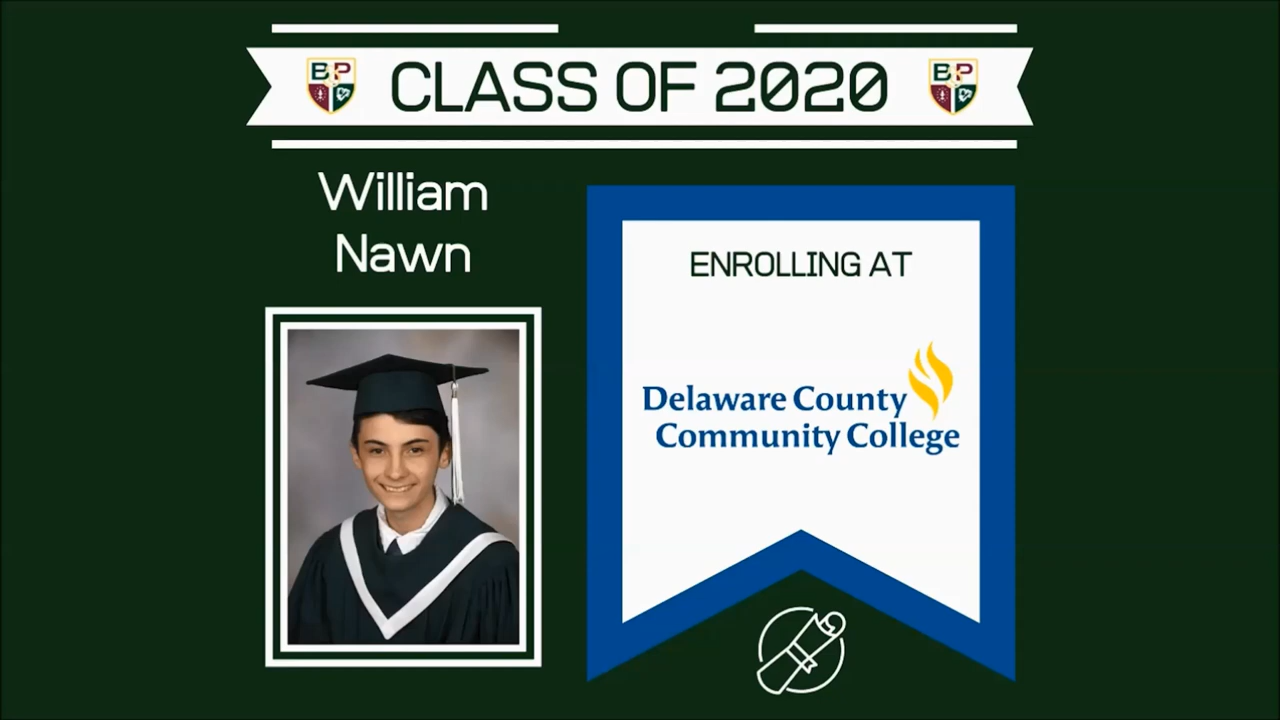 CLASS OF 2020
William
Nawn
ENROLLING AT
Delaware County
Community College